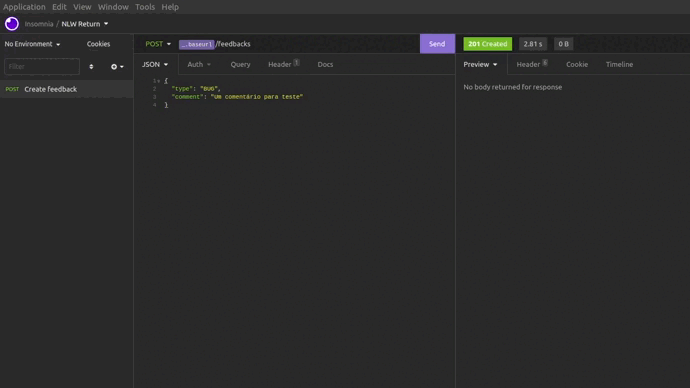 Application Edit View Window Tools Help
Insomnia / NLW Return
No Environment Cookies
POST _.baseurl /feedbacks
Send
201 Created 2.81 s 0 B
Filter
JSON Auth Query Header 1 Docs
Preview Header 6 Cookie Timeline
POST Create feedback
1 {
2 "type": "BUG",
3 "comment": "Um comentário para teste"
4 }
No body returned for response